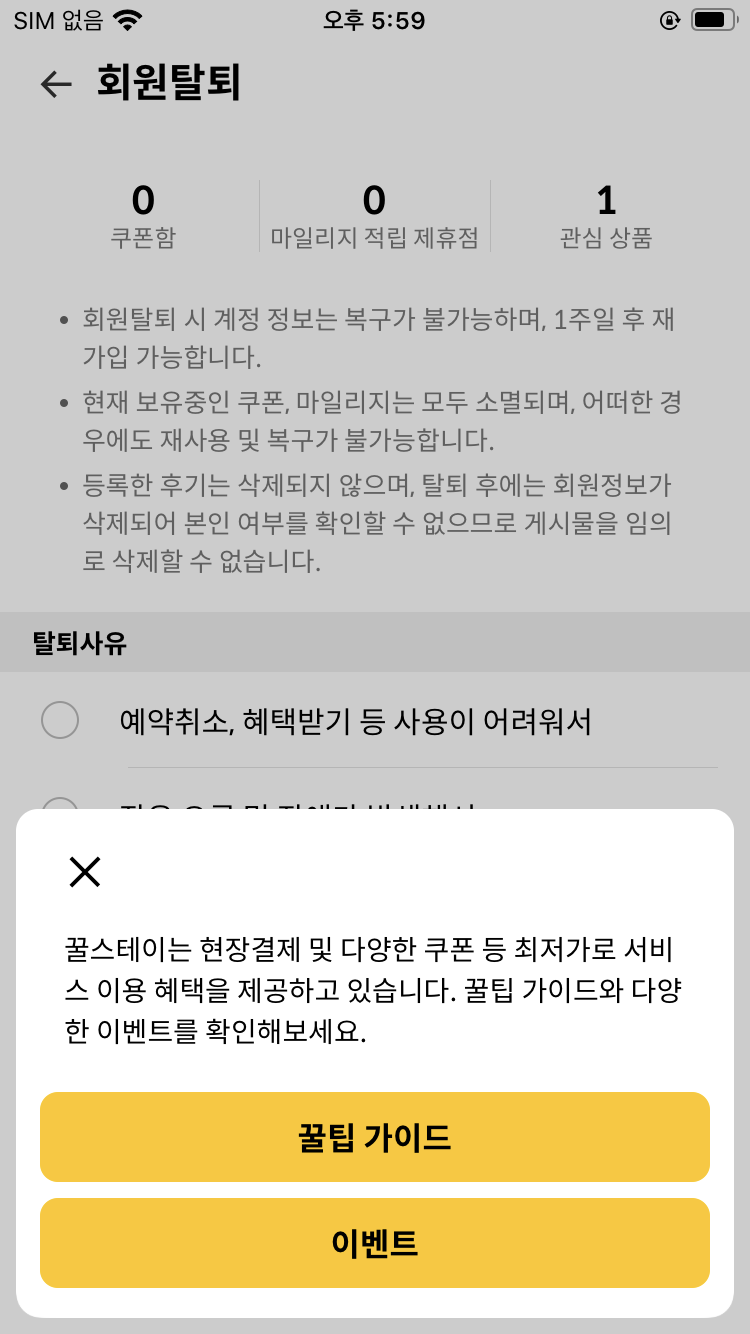 SIM 없음
오후 5:59
회원탈퇴
0
0
1
쿠폰함
마일리지 적립 제휴점
관심 상품
• 회원탈퇴 시 계정 정보는 복구가 불가능하며, 1주일 후 재
가입 가능합니다.
• 현재 보유중인 쿠폰, 마일리지는 모두 소멸되며, 어떠한 경
우에도 재사용 및 복구가 불가능합니다.
• 등록한 후기는 삭제되지 않으며, 탈퇴 후에는 회원정보가
삭제되어 본인 여부를 확인할 수 없으므로 게시물을 임의
로 삭제할 수 없습니다.
탈퇴사유
예약취소, 혜택받기 등 사용이 어려워서
꿀스테이는 현장결제 및 다양한 쿠폰 등 최저가로 서비
스 이용 혜택을 제공하고 있습니다. 꿀팁 가이드와 다양
한 이벤트를 확인해보세요.
꿀팁 가이드
이벤트